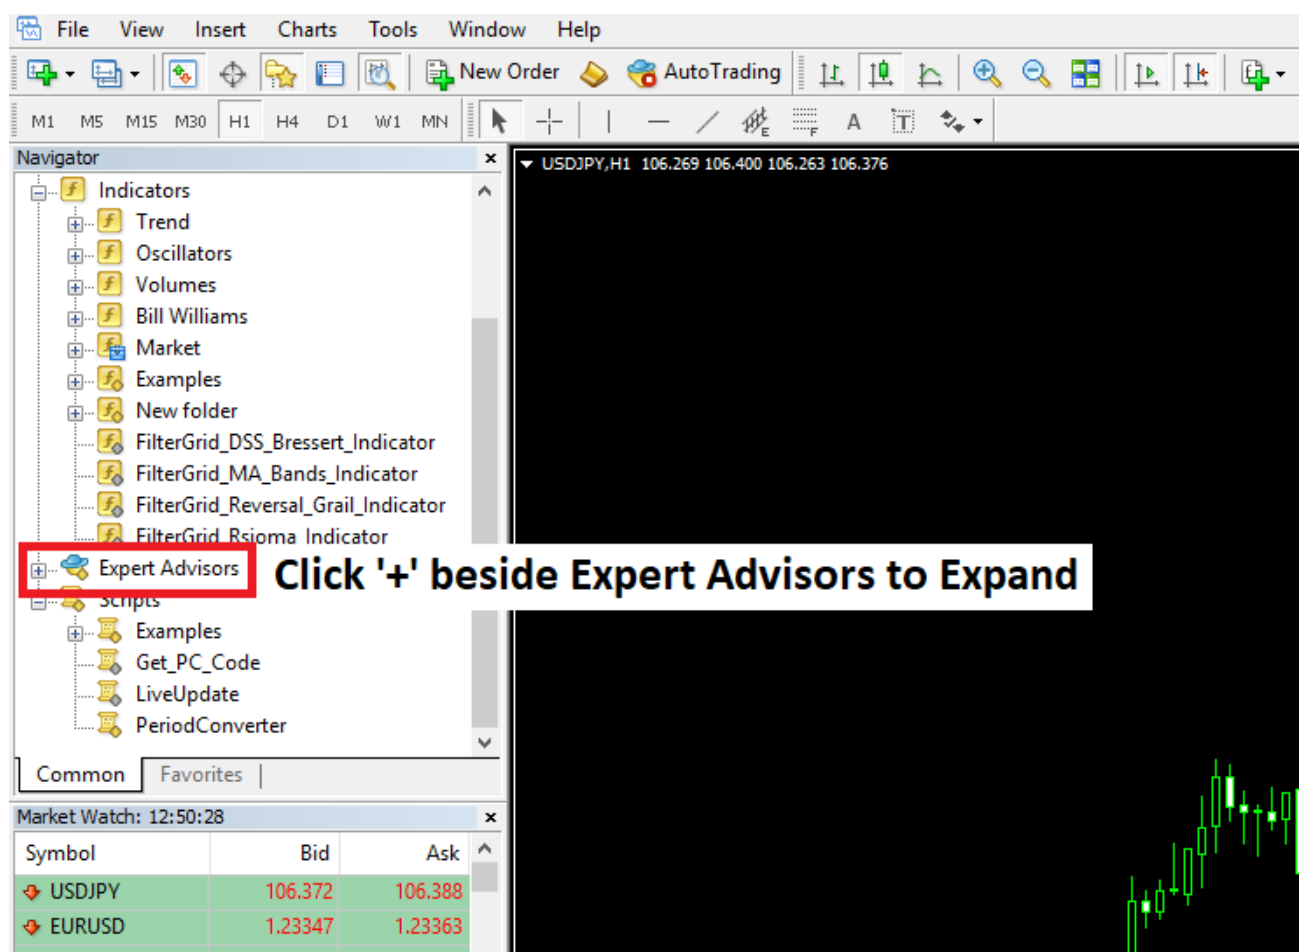 File View Insert Charts Tools Window Help
New Order AutoTrading
M1 M5 M15 M30 H1 H4 D1 W1 MN E F A T
Navigator
USDJPY,H1 106.269 106.400 106.263 106.376
Indicators
Trend
Oscillators
Volumes
Bill Williams
Market
Examples
New folder
FilterGrid_DSS_Bressert_Indicator
FilterGrid_MA_Bands_Indicator
FilterGrid_Reversal_Grail_Indicator
FilterGrid_Rsioma_Indicator
Expert Advisors
Click '+' beside Expert Advisors to Expand
Scripts
Examples
Get_PC_Code
LiveUpdate
PeriodConverter
Common Favorites
Market Watch: 12:50:28
Symbol Bid Ask
USDJPY 106.372 106.388
EURUSD 1.23347 1.23363